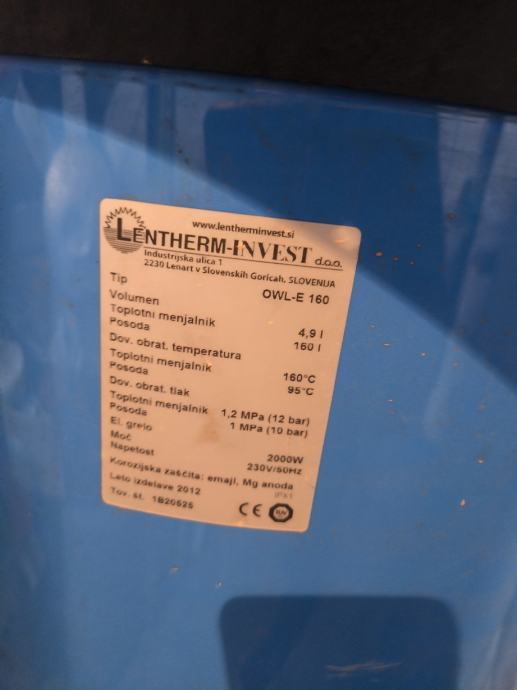 www.lentherminvest.si
LENTHERM-INVEST d.o.o.
Industrijska ulica 1
2230 Lenart v Slovenskih Goricah, SLOVENIJA
Tip OWL-E 160
Volumen
Toplotni menjalnik 4,9 l
Posoda 160 l
Dov. obrat. temperatura
Toplotni menjalnik 160°C
Posoda 95°C
Dov. obrat. tlak
Toplotni menjalnik 1,2 MPa (12 bar)
Posoda 1 MPa (10 bar)
El. grelo
Moč 2000W
Napetost 230V/50Hz
Korozijska zaščita: emajl, Mg anoda
IPX1
Leto izdelave 2012
Tov. št. 1B20525
CE